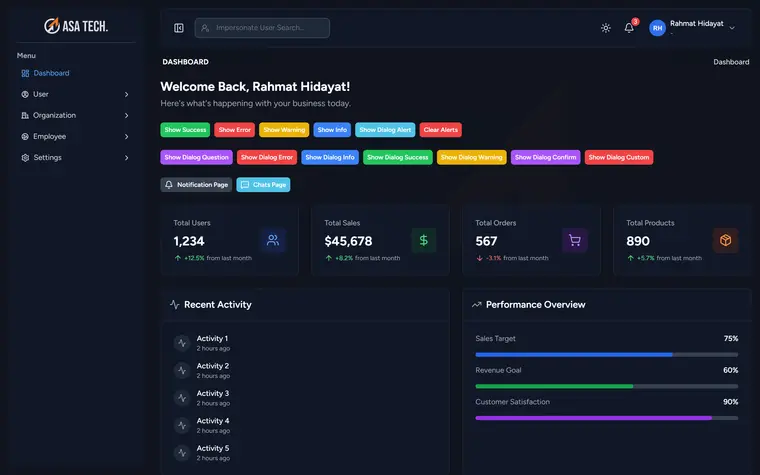 ASA TECH.
Impersonate User Search...
3
RH
Rahmat Hidayat
-
Menu
Dashboard
User
Organization
Employee
Settings
DASHBOARD
Dashboard
Welcome Back, Rahmat Hidayat!
Here's what's happening with your business today.
Show Success Show Error Show Warning Show Info Show Dialog Alert Clear Alerts
Show Dialog Question Show Dialog Error Show Dialog Info Show Dialog Success Show Dialog Warning Show Dialog Confirm Show Dialog Custom
Notification Page Chats Page
Total Users
1,234
+12.5% from last month
Total Sales
$45,678
+8.2% from last month
Total Orders
567
-3.1% from last month
Total Products
890
+5.7% from last month
Recent Activity
Activity 1
2 hours ago
Activity 2
2 hours ago
Activity 3
2 hours ago
Activity 4
2 hours ago
Activity 5
2 hours ago
Performance Overview
Sales Target 75%
Revenue Goal 60%
Customer Satisfaction 90%